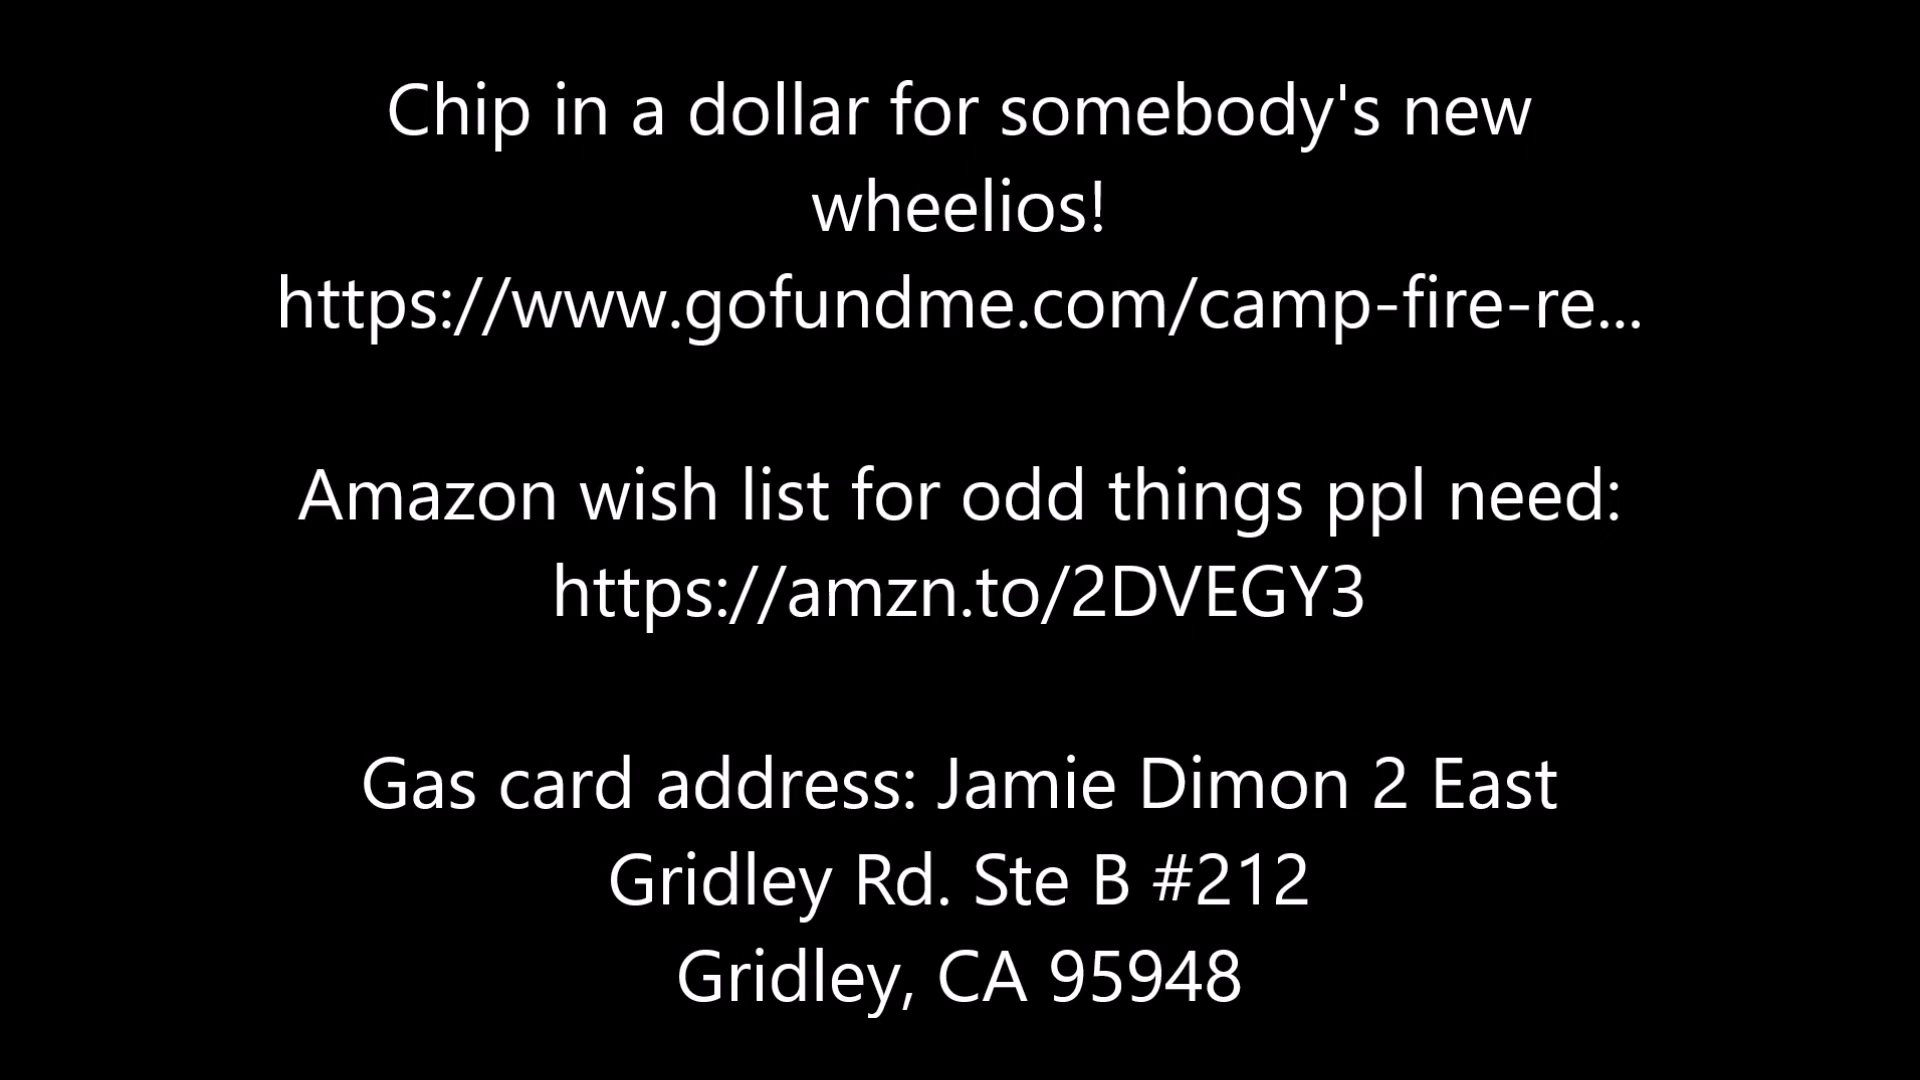 Chip in a dollar for somebody's new
wheelios!
https://www.gofundme.com/camp-fire-re...
Amazon wish list for odd things ppl need:
https://amzn.to/2DVEGY3
Gas card address: Jamie Dimon 2 East
Gridley Rd. Ste B #212
Gridley, CA 95948